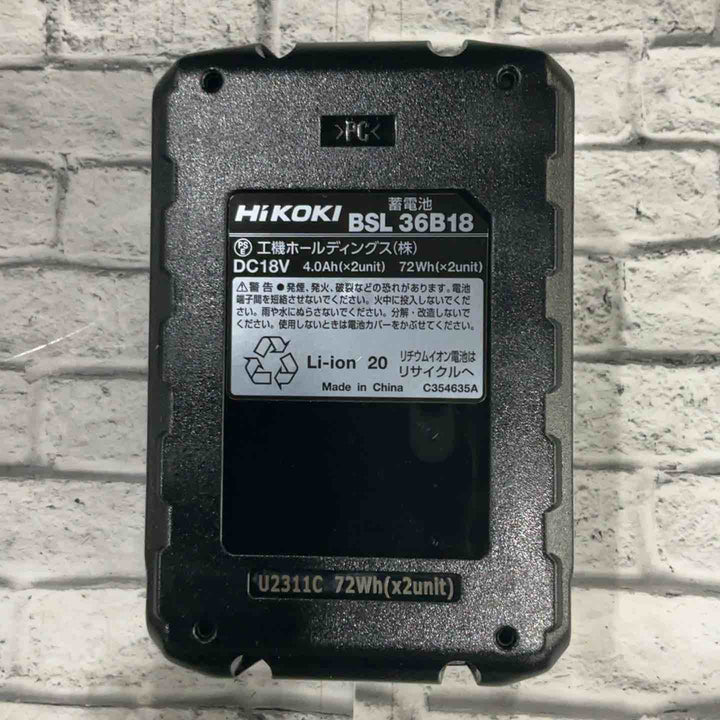 >PC<
HiKOKI 蓄電池 BSL 36B18
PS E 工機ホールディングス(株)
DC18V 4.0Ah(×2unit) 72Wh(×2unit)
⚠警告 ●発煙、発火、破裂などの恐れがあります。電池
端子間を短絡させないでください。火中に投入しないでくだ
さい。雨や水にぬらさないでください。分解・改造しないで
ください。使用しないときは電池カバーをかぶせてください。
Li-ion 20 リチウムイオン電池は
リサイクルへ
Made in China C354635A
U2311C 72Wh(x2unit)